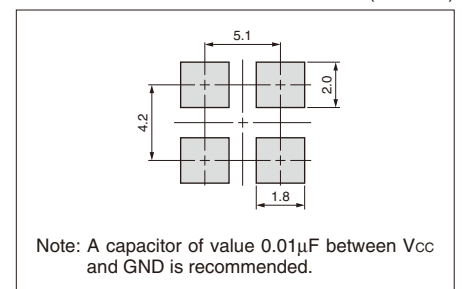 5.1
2.0
4.2
1.8
Note: A capacitor of value 0.01μF between Vcc
and GND is recommended.